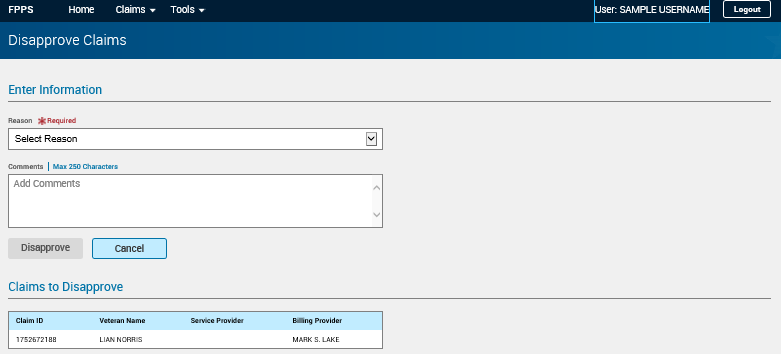 FPPS Home Claims Tools User: SAMPLE USERNAME Logout
Disapprove Claims
Enter Information
Reason ✱Required
Select Reason
Comments | Max 250 Characters
Add Comments
Disapprove Cancel
Claims to Disapprove
Claim ID Veteran Name Service Provider Billing Provider
1752672188 LIAN NORRIS MARK S. LAKE